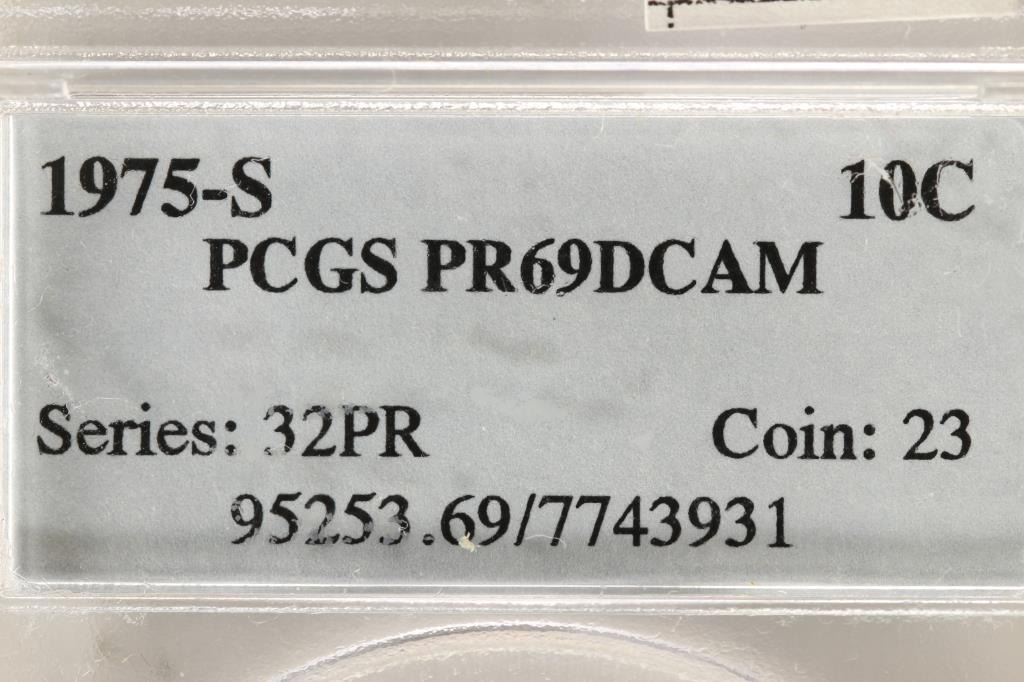 1975-S 10C
PCGS PR69DCAM
Series: 32PR Coin: 23
95253.69/7743931